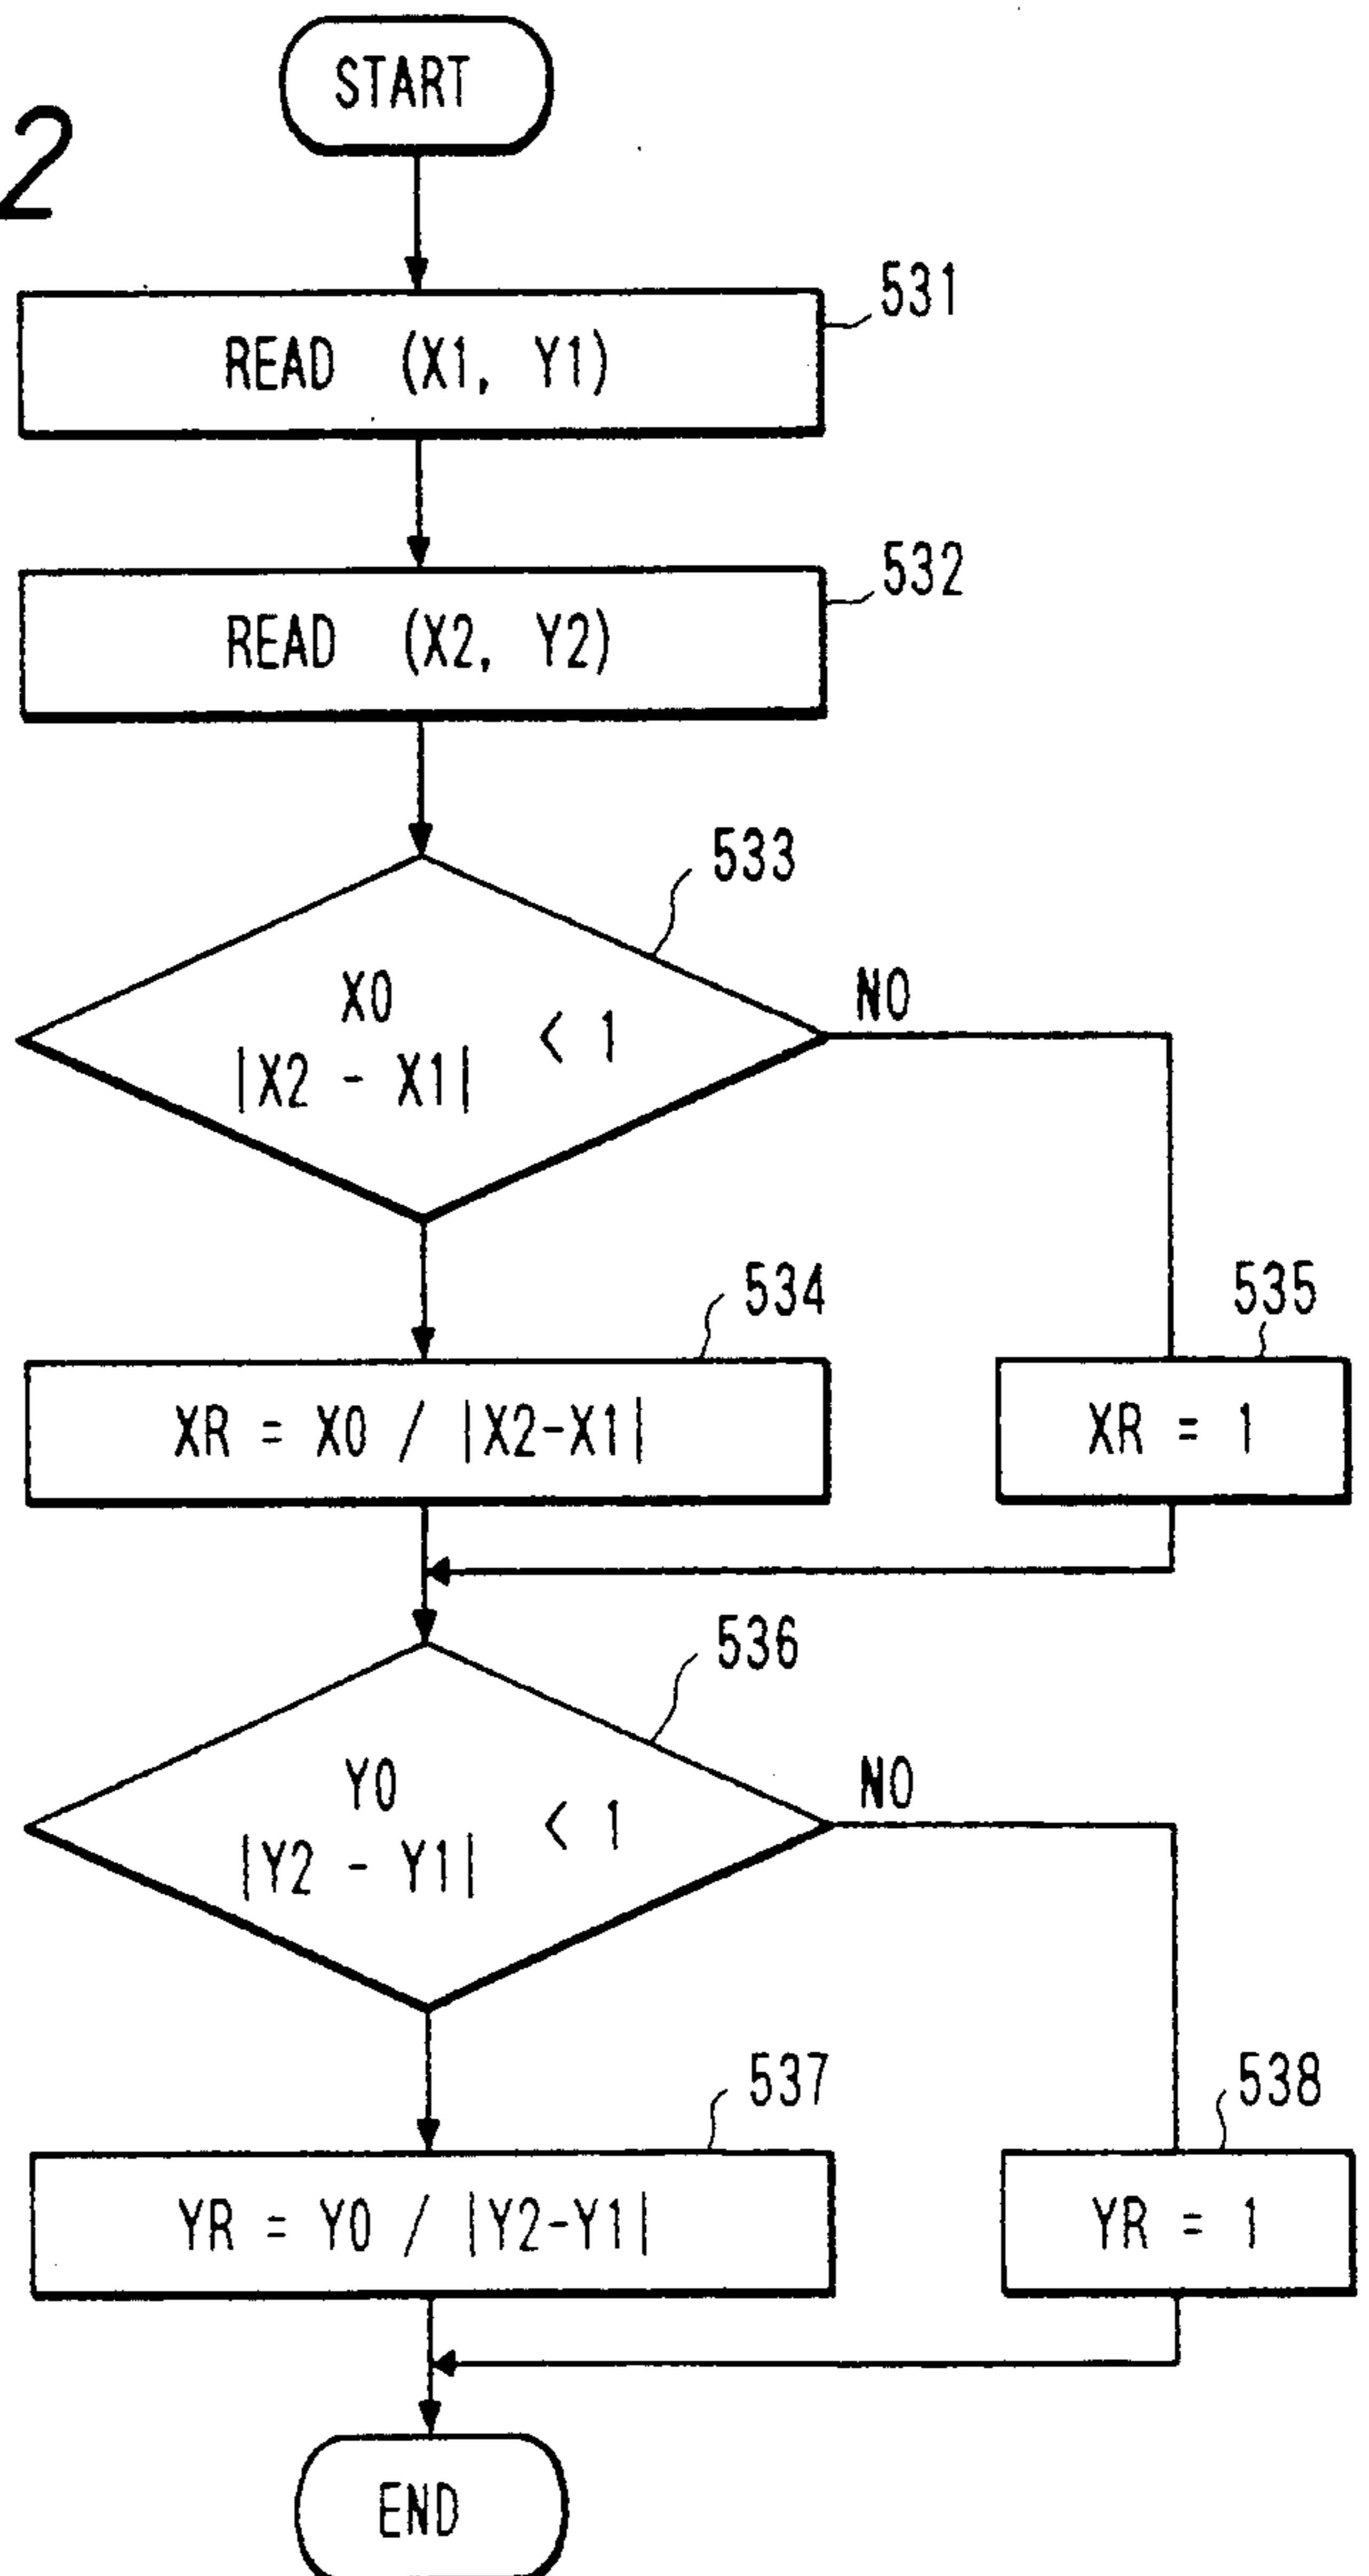 2
START
531
READ (X1, Y1)
532
READ (X2, Y2)
533
X0
|X2 - X1|
< 1
NO
534
XR = X0 / |X2-X1|
535
XR = 1
536
Y0
|Y2 - Y1|
< 1
NO
537
YR = Y0 / |Y2-Y1|
538
YR = 1
END